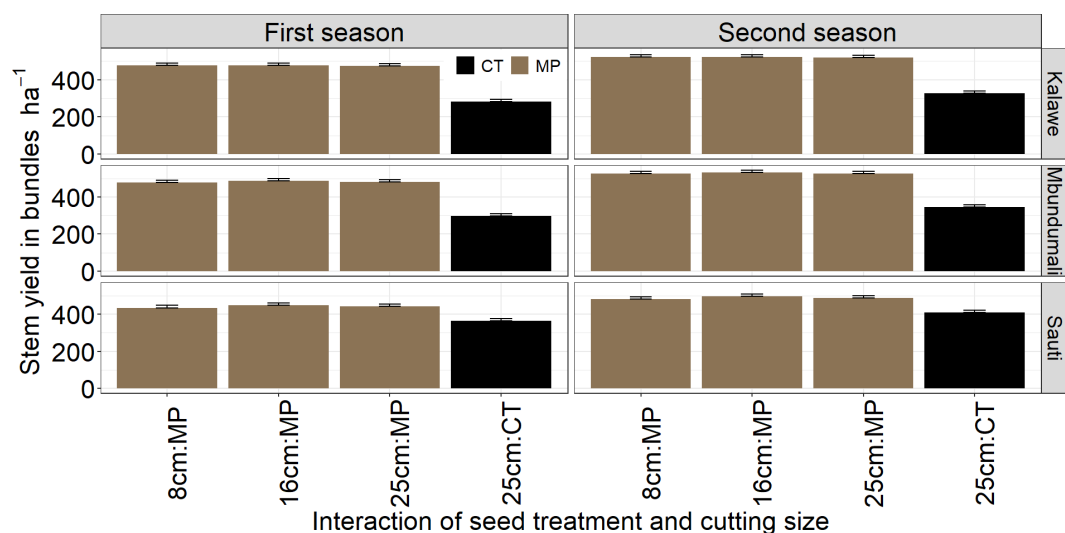 First season
Second season
Stem yield in bundles ha⁻¹
CT MP
400
200
0
Kalawe
400
200
0
Mbundumali
400
200
0
Sauti
8cm:MP
16cm:MP
25cm:MP
25cm:CT
8cm:MP
16cm:MP
25cm:MP
25cm:CT
Interaction of seed treatment and cutting size